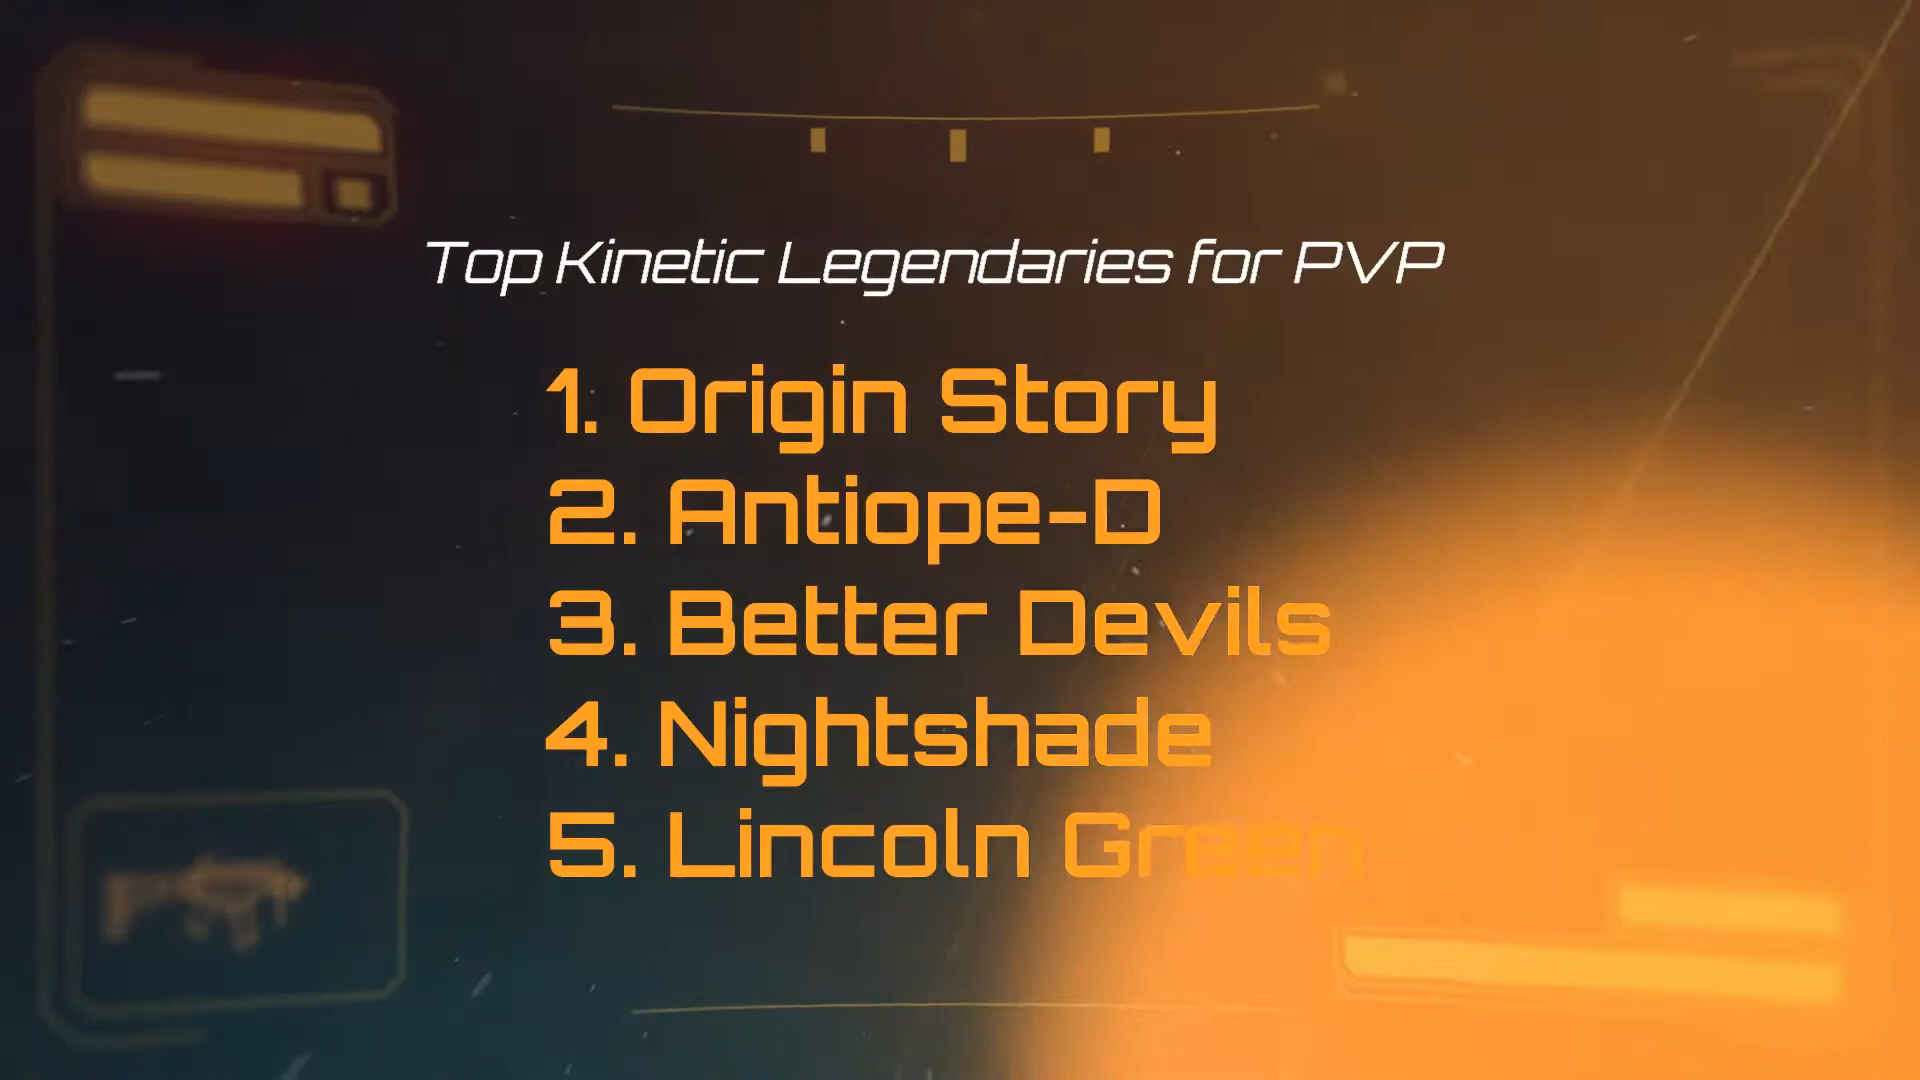 Top Kinetic Legendaries for PVP
1. Origin Story
2. Antiope-D
3. Better Devils
4. Nightshade
5. Lincoln Green